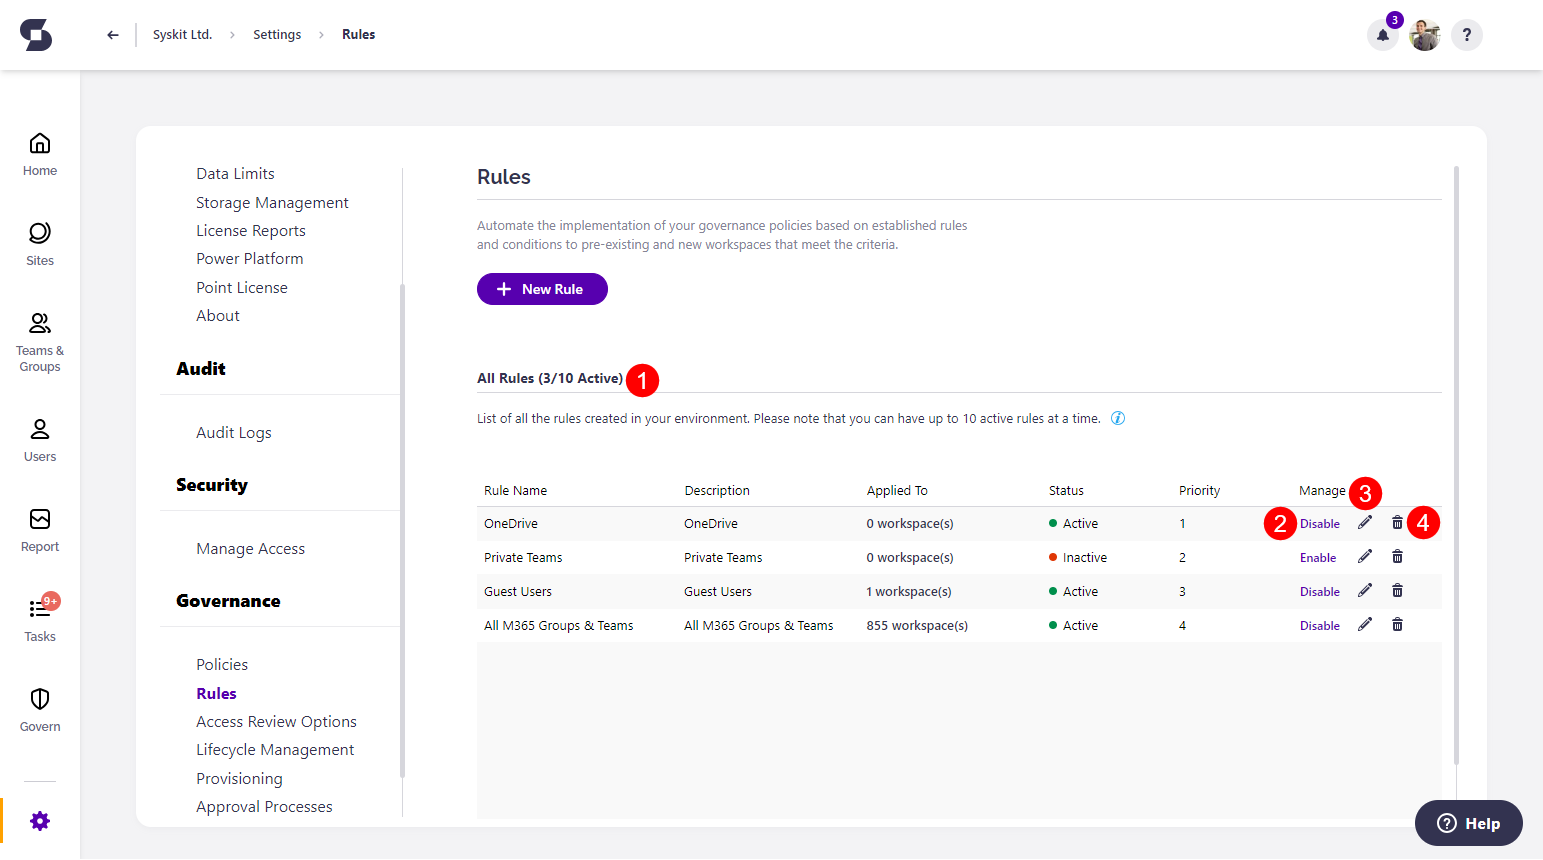 Syskit Ltd. > Settings > Rules
3
?
Home
Sites
Teams &
Groups
Users
Report
9+
Tasks
Govern
Data Limits
Storage Management
License Reports
Power Platform
Point License
About
Audit
Audit Logs
Security
Manage Access
Governance
Policies
Rules
Access Review Options
Lifecycle Management
Provisioning
Approval Processes
Rules
Automate the implementation of your governance policies based on established rules
and conditions to pre-existing and new workspaces that meet the criteria.
+ New Rule
All Rules (3/10 Active) 1
List of all the rules created in your environment. Please note that you can have up to 10 active rules at a time. i
Rule Name Description Applied To Status Priority Manage 3
OneDrive OneDrive 0 workspace(s) Active 1 2 Disable 4
Private Teams Private Teams 0 workspace(s) Inactive 2 Enable
Guest Users Guest Users 1 workspace(s) Active 3 Disable
All M365 Groups & Teams All M365 Groups & Teams 855 workspace(s) Active 4 Disable
? Help